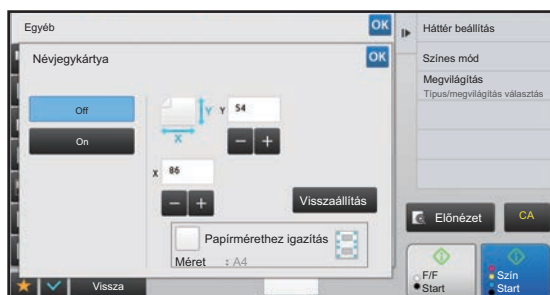 Egyéb
OK
Névjegykártya
OK
Off
On
Y
Y
54
X
X
86
Visszaállítás
Papírmérethez igazítás
Méret : A4
Vissza
Háttér beállítás
Színes mód
Megvilágítás
Típus/megvilágítás választás
Előnézet
CA
F/F
Start
Szín
Start